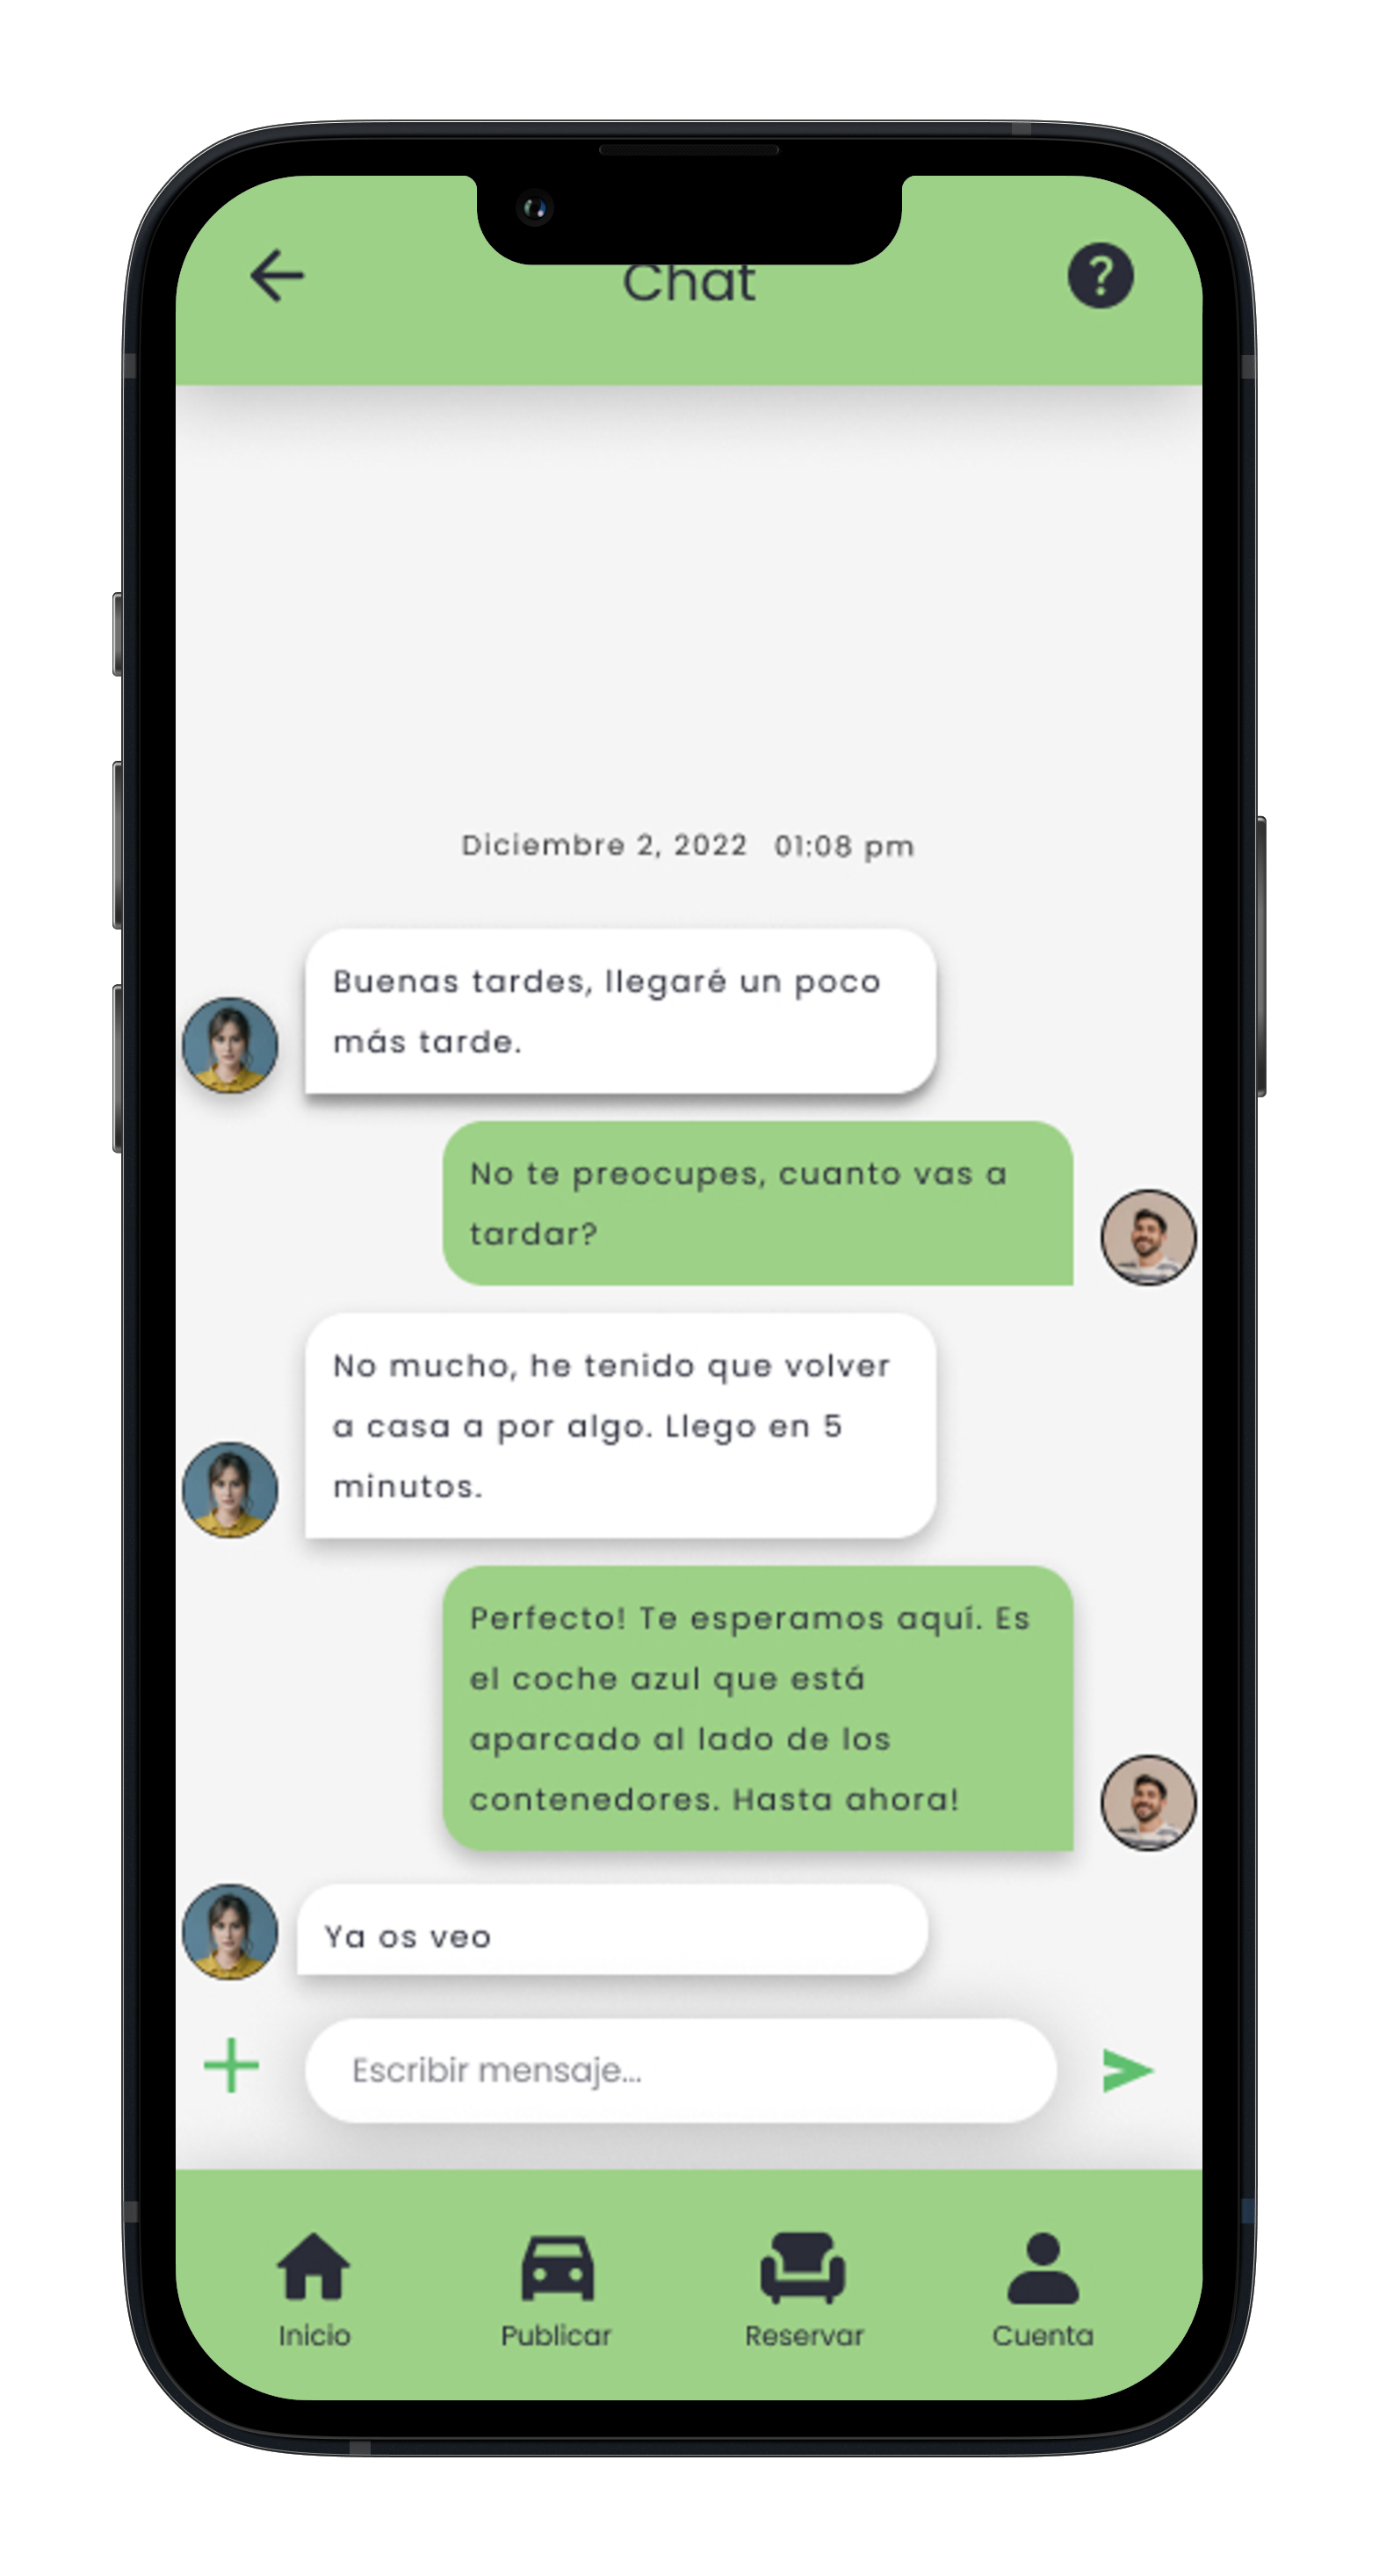 Chat
?
Diciembre 2, 2022 01:08 pm
Buenas tardes, llegaré un poco
más tarde.
No te preocupes, cuanto vas a
tardar?
No mucho, he tenido que volver
a casa a por algo. Llego en 5
minutos.
Perfecto! Te esperamos aquí. Es
el coche azul que está
aparcado al lado de los
contenedores. Hasta ahora!
Ya os veo
Escribir mensaje...
Inicio Publicar Reservar Cuenta